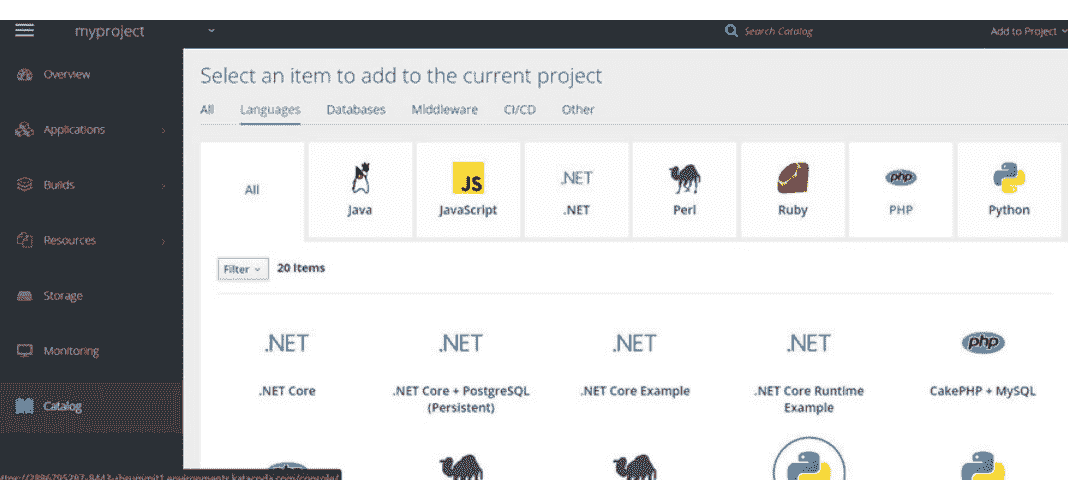 myproject
Search Catalog
Add to Project
Overview
Applications
Builds
Resources
Storage
Monitoring
Catalog
Select an item to add to the current project
All Languages Databases Middleware CI/CD Other
All
Java
JS
JavaScript
.NET
.NET
Perl
Ruby
php
PHP
Python
Filter
20 Items
.NET
.NET Core
.NET
.NET Core + PostgreSQL
(Persistent)
.NET
.NET Core Example
.NET
.NET Core Runtime
Example
php
CakePHP + MySQL